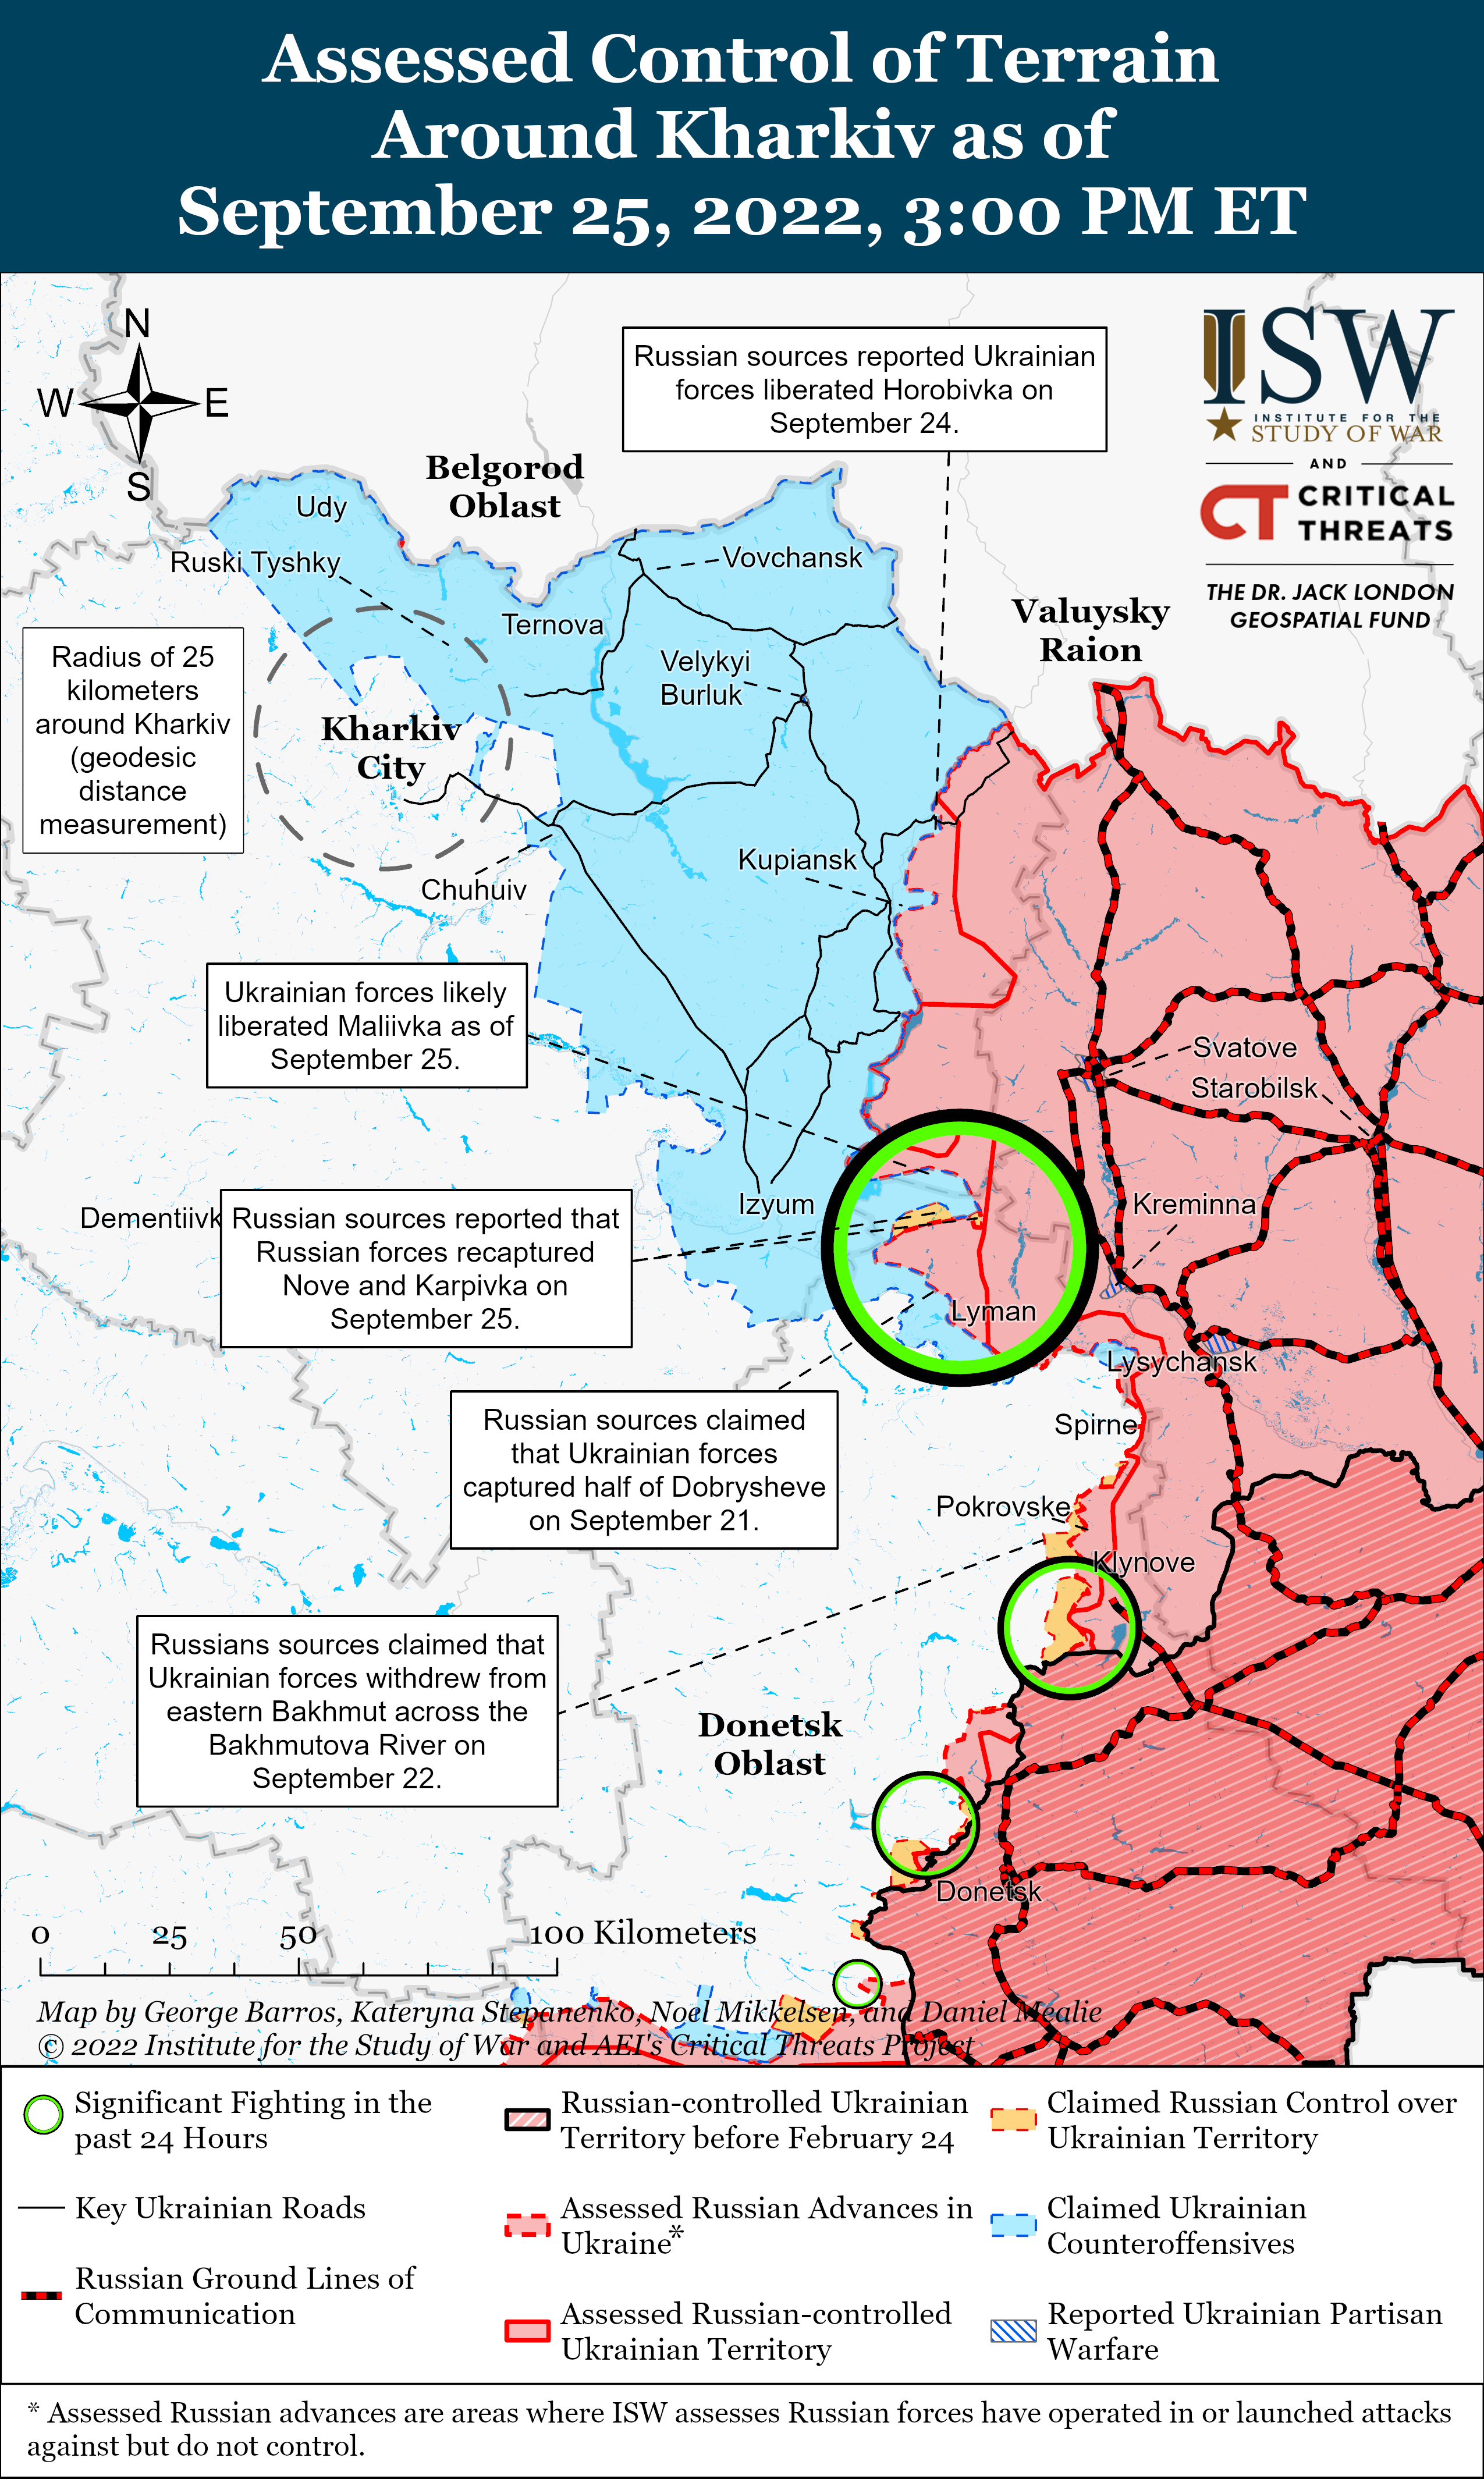 Assessed Control of Terrain
Around Kharkiv as of
September 25, 2022, 3:00 PM ET
N
W
E
S
Russian sources reported Ukrainian
forces liberated Horobivka on
September 24.
ISW
INSTITUTE FOR THE
STUDY OF WAR
AND
CT CRITICAL
THREATS
THE DR. JACK LONDON
GEOSPATIAL FUND
Belgorod
Oblast
Udy
Ruski Tyshky
Vovchansk
Ternova
Valuysky
Raion
Velykyi
Burluk
Radius of 25
kilometers
around Kharkiv
(geodesic
distance
measurement)
Kharkiv
City
Kupiansk
Chuhuiv
Ukrainian forces likely
liberated Maliivka as of
September 25.
Svatove
Starobilsk
Izyum
Kreminna
Dementiivk
Russian sources reported that
Russian forces recaptured
Nove and Karpivka on
September 25.
Lyman
Lysychansk
Russian sources claimed
that Ukrainian forces
captured half of Dobrysheve
on September 21.
Spirne
Pokrovske
Klynove
Russians sources claimed that
Ukrainian forces withdrew from
eastern Bakhmut across the
Bakhmutova River on
September 22.
Donetsk
Oblast
Donetsk
0 25 50 100 Kilometers
Map by George Barros, Kateryna Stepanenko, Noel Mikkelsen, and Daniel Mealie
© 2022 Institute for the Study of War and AEI's Critical Threats Project
Significant Fighting in the
past 24 Hours
Key Ukrainian Roads
Russian Ground Lines of
Communication
Russian-controlled Ukrainian
Territory before February 24
Assessed Russian Advances in
Ukraine*
Assessed Russian-controlled
Ukrainian Territory
Claimed Russian Control over
Ukrainian Territory
Claimed Ukrainian
Counteroffensives
Reported Ukrainian Partisan
Warfare
* Assessed Russian advances are areas where ISW assesses Russian forces have operated in or launched attacks
against but do not control.